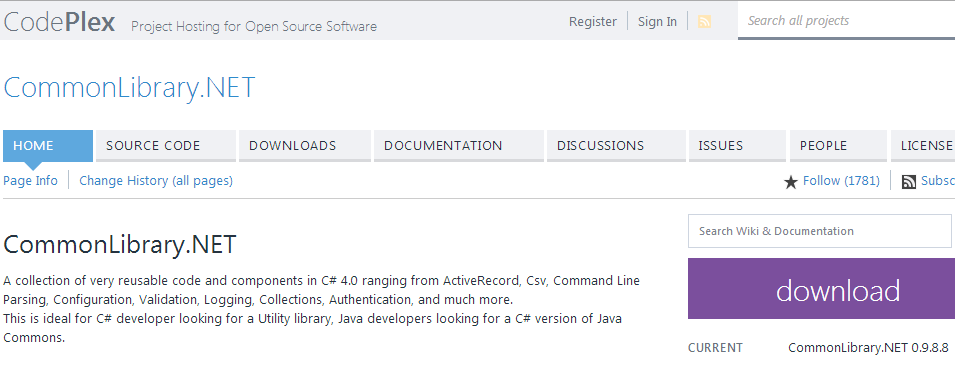 CodePlex Project Hosting for Open Source Software Register Sign In Search all projects
CommonLibrary.NET
HOME SOURCE CODE DOWNLOADS DOCUMENTATION DISCUSSIONS ISSUES PEOPLE LICENSE
Page Info Change History (all pages) Follow (1781) Subsc
Search Wiki & Documentation
CommonLibrary.NET
A collection of very reusable code and components in C# 4.0 ranging from ActiveRecord, Csv, Command Line
Parsing, Configuration, Validation, Logging, Collections, Authentication, and much more.
This is ideal for C# developer looking for a Utility library, Java developers looking for a C# version of Java
Commons.
download
CURRENT CommonLibrary.NET 0.9.8.8